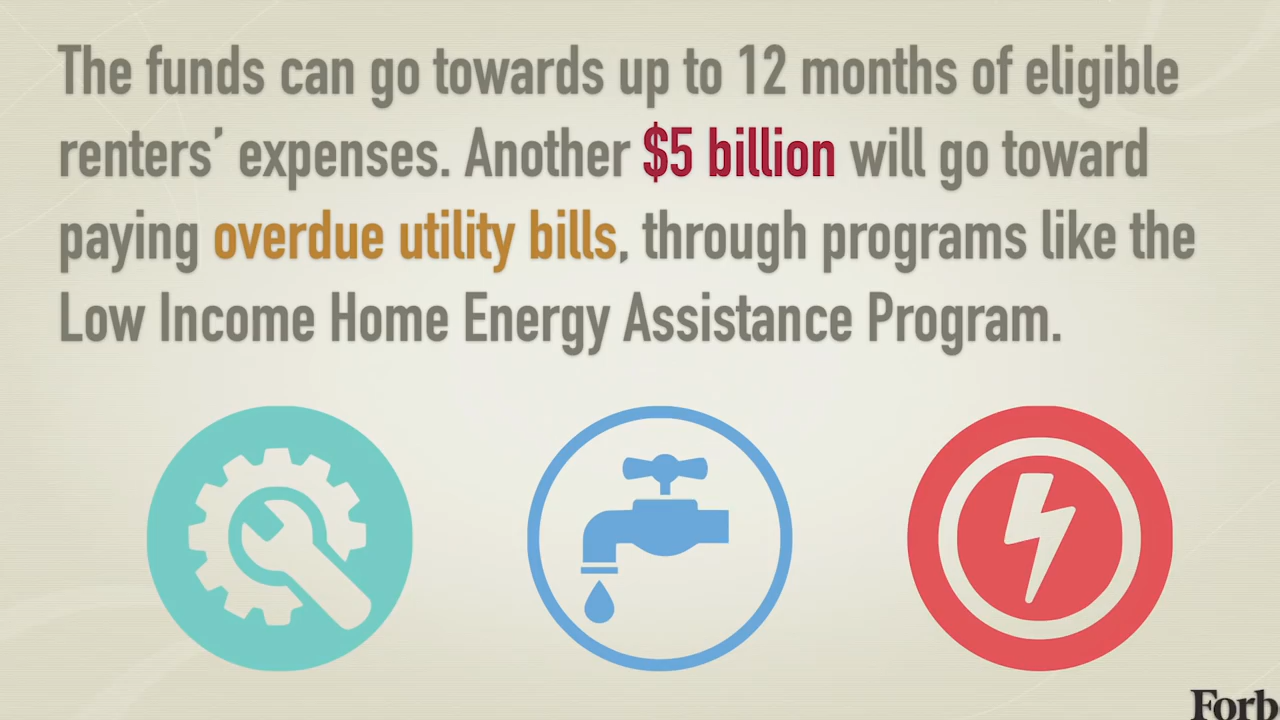 The funds can go towards up to 12 months of eligible
renters’ expenses. Another $5 billion will go toward
paying overdue utility bills, through programs like the
Low Income Home Energy Assistance Program.
Forb